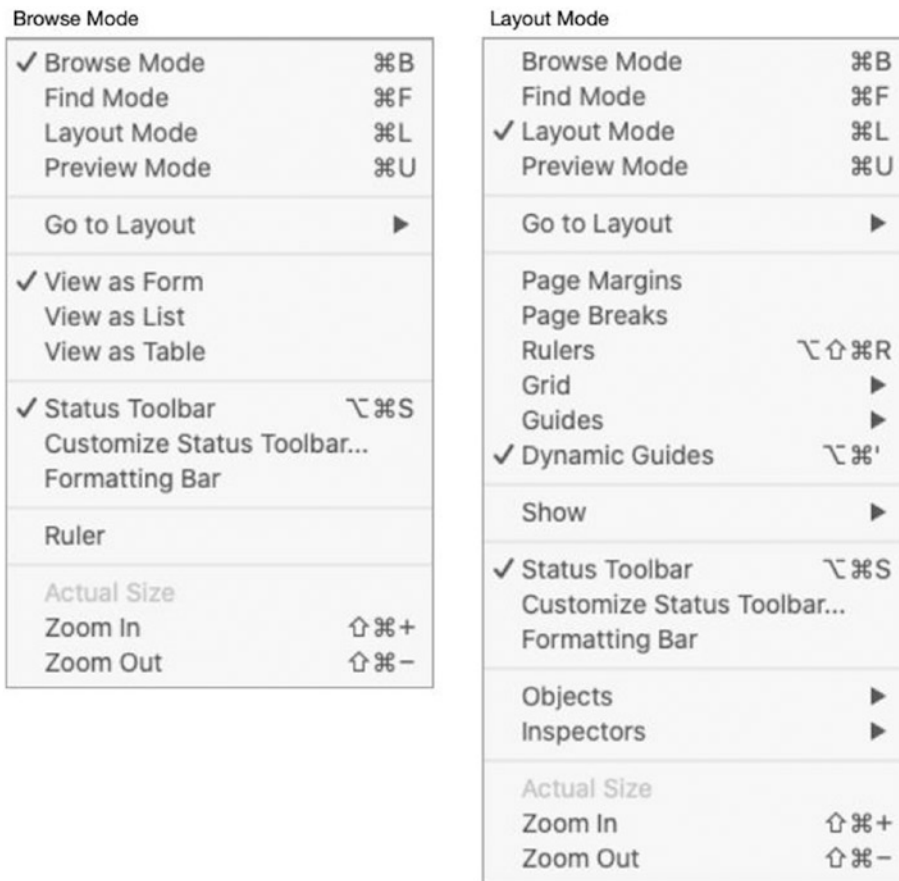 Browse Mode
✓ Browse Mode ⌘B
Find Mode ⌘F
Layout Mode ⌘L
Preview Mode ⌘U
Go to Layout ▶
✓ View as Form
View as List
View as Table
✓ Status Toolbar ⌥⌘S
Customize Status Toolbar...
Formatting Bar
Ruler
Actual Size
Zoom In ⇧⌘+
Zoom Out ⇧⌘−
Layout Mode
Browse Mode ⌘B
Find Mode ⌘F
✓ Layout Mode ⌘L
Preview Mode ⌘U
Go to Layout ▶
Page Margins
Page Breaks
Rulers ⌥⇧⌘R
Grid ▶
Guides ▶
✓ Dynamic Guides ⌥⌘'
Show ▶
✓ Status Toolbar ⌥⌘S
Customize Status Toolbar...
Formatting Bar
Objects ▶
Inspectors ▶
Actual Size
Zoom In ⇧⌘+
Zoom Out ⇧⌘−